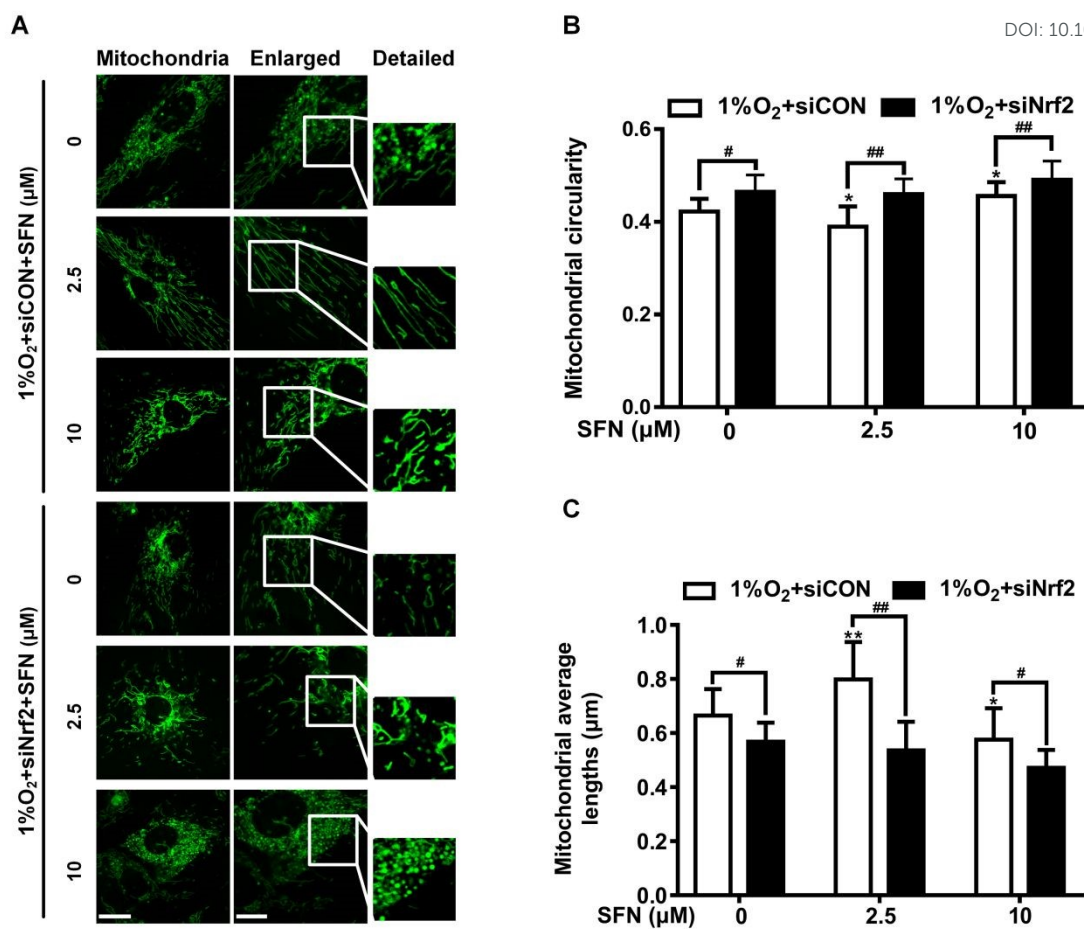 A
Mitochondria Enlarged Detailed
1%O₂+siCON+SFN (μM)
0
2.5
10
1%O₂+siNrf2+SFN (μM)
0
2.5
10
B
DOI: 10.1
1%O₂+siCON 1%O₂+siNrf2
Mitochondrial circularity
0.6
0.4
0.2
0.0
#
* ##
* ##
SFN (μM) 0 2.5 10
C
1%O₂+siCON 1%O₂+siNrf2
Mitochondrial average
lengths (μm)
1.0
0.8
0.6
0.4
0.2
0.0
#
** ##
* #
SFN (μM) 0 2.5 10